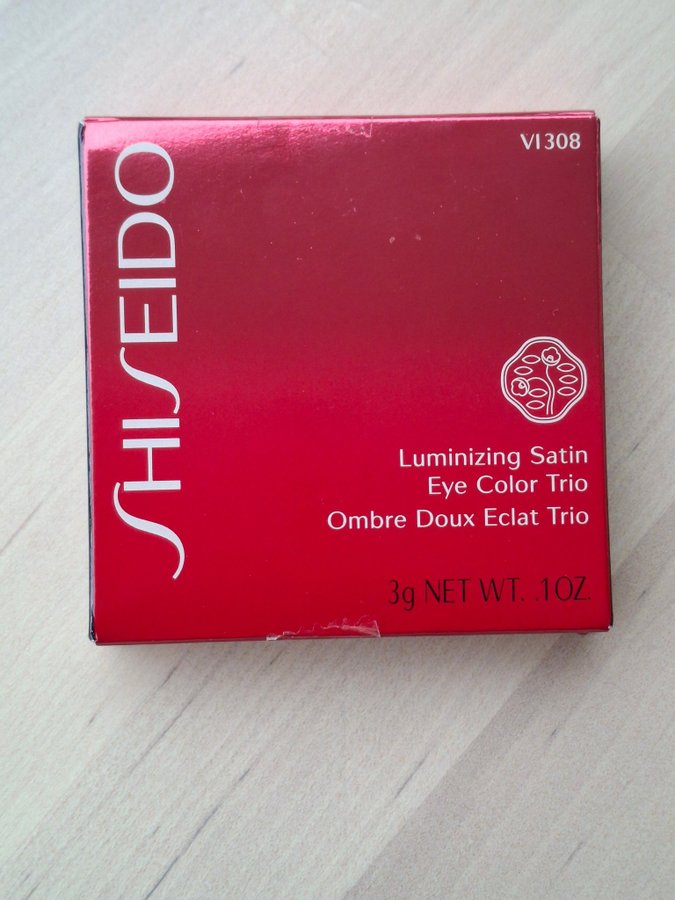 VI308
SHISEIDO
Luminizing Satin
Eye Color Trio
Ombre Doux Eclat Trio
3g NET WT. .1OZ.